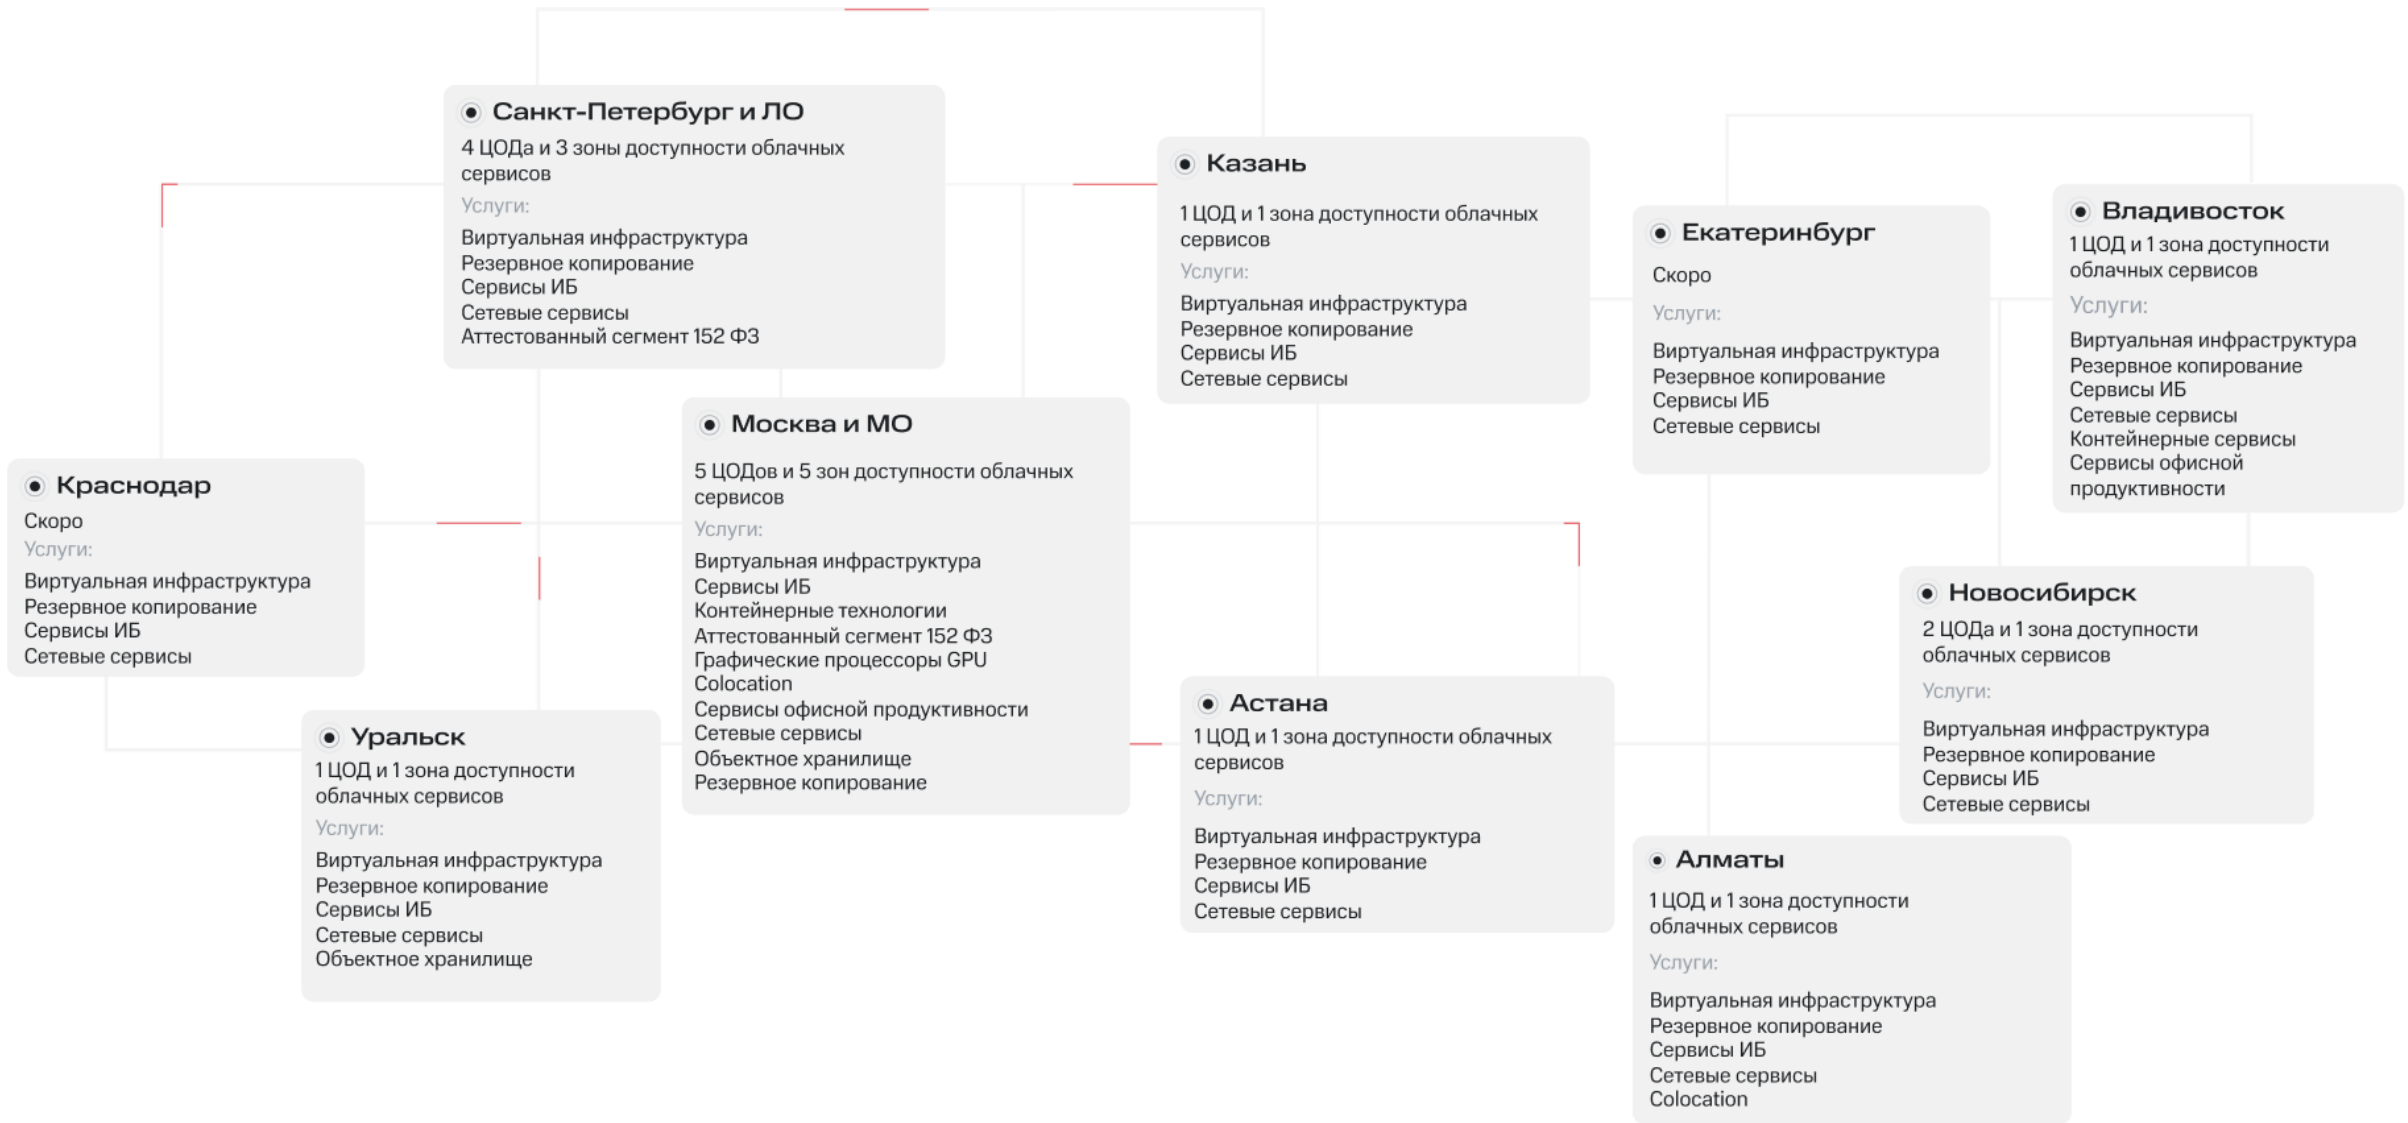 Санкт-Петербург и ЛО
4 ЦОДа и 3 зоны доступности облачных
сервисов
Услуги:
Виртуальная инфраструктура
Резервное копирование
Сервисы ИБ
Сетевые сервисы
Аттестованный сегмент 152 ФЗ
Казань
1 ЦОД и 1 зона доступности облачных
сервисов
Услуги:
Виртуальная инфраструктура
Резервное копирование
Сервисы ИБ
Сетевые сервисы
Екатеринбург
Скоро
Услуги:
Виртуальная инфраструктура
Резервное копирование
Сервисы ИБ
Сетевые сервисы
Владивосток
1 ЦОД и 1 зона доступности
облачных сервисов
Услуги:
Виртуальная инфраструктура
Резервное копирование
Сервисы ИБ
Сетевые сервисы
Контейнерные сервисы
Сервисы офисной
продуктивности
Краснодар
Скоро
Услуги:
Виртуальная инфраструктура
Резервное копирование
Сервисы ИБ
Сетевые сервисы
Москва и МО
5 ЦОДов и 5 зон доступности облачных
сервисов
Услуги:
Виртуальная инфраструктура
Сервисы ИБ
Контейнерные технологии
Аттестованный сегмент 152 ФЗ
Графические процессоры GPU
Colocation
Сервисы офисной продуктивности
Сетевые сервисы
Объектное хранилище
Резервное копирование
Уральск
1 ЦОД и 1 зона доступности
облачных сервисов
Услуги:
Виртуальная инфраструктура
Резервное копирование
Сервисы ИБ
Сетевые сервисы
Объектное хранилище
Астана
1 ЦОД и 1 зона доступности облачных
сервисов
Услуги:
Виртуальная инфраструктура
Резервное копирование
Сервисы ИБ
Сетевые сервисы
Новосибирск
2 ЦОДа и 1 зона доступности
облачных сервисов
Услуги:
Виртуальная инфраструктура
Резервное копирование
Сервисы ИБ
Сетевые сервисы
Алматы
1 ЦОД и 1 зона доступности
облачных сервисов
Услуги:
Виртуальная инфраструктура
Резервное копирование
Сервисы ИБ
Сетевые сервисы
Colocation